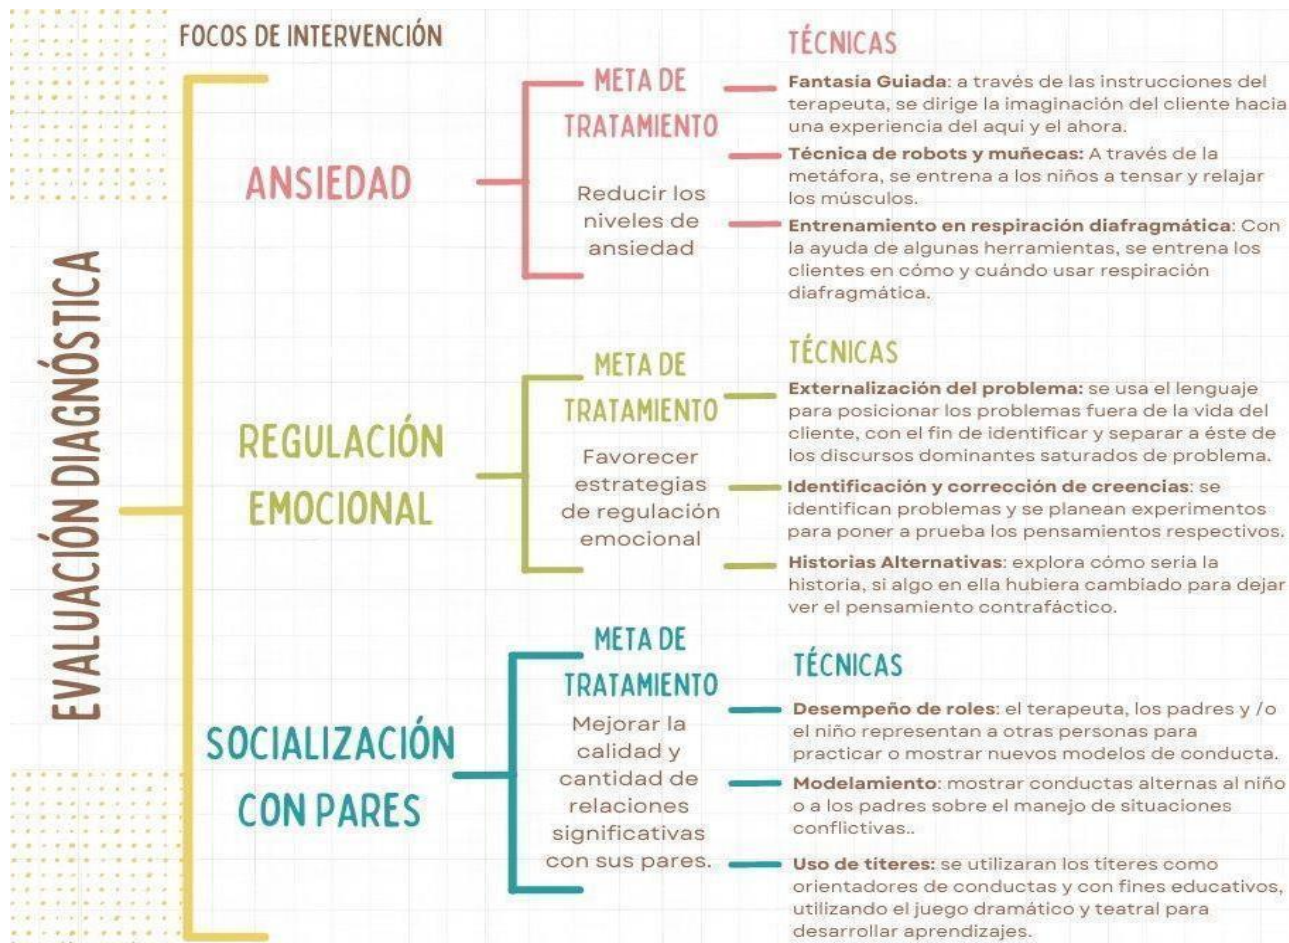 FOCOS DE INTERVENCIÓN
EVALUACIÓN DIAGNÓSTICA
ANSIEDAD
META DE
TRATAMIENTO
Reducir los
niveles de
ansiedad
TÉCNICAS
Fantasía Guiada: a través de las instrucciones del
terapeuta, se dirige la imaginación del cliente hacia
una experiencia del aquí y el ahora.
Técnica de robots y muñecas: A través de la
metáfora, se entrena a los niños a tensar y relajar
los músculos.
Entrenamiento en respiración diafragmática: Con
la ayuda de algunas herramientas, se entrena los
clientes en cómo y cuándo usar respiración
diafragmática.
REGULACIÓN
EMOCIONAL
META DE
TRATAMIENTO
Favorecer
estrategias
de regulación
emocional
TÉCNICAS
Externalización del problema: se usa el lenguaje
para posicionar los problemas fuera de la vida del
cliente, con el fin de identificar y separar a éste de
los discursos dominantes saturados de problema.
Identificación y corrección de creencias: se
identifican problemas y se planean experimentos
para poner a prueba los pensamientos respectivos.
Historias Alternativas: explora cómo sería la
historia, si algo en ella hubiera cambiado para dejar
ver el pensamiento contrafáctico.
SOCIALIZACIÓN
CON PARES
META DE
TRATAMIENTO
Mejorar la
calidad y
cantidad de
relaciones
significativas
con sus pares.
TÉCNICAS
Desempeño de roles: el terapeuta, los padres y /o
el niño representan a otras personas para
practicar o mostrar nuevos modelos de conducta.
Modelamiento: mostrar conductas alternas al niño
o a los padres sobre el manejo de situaciones
conflictivas..
Uso de títeres: se utilizaran los títeres como
orientadores de conductas y con fines educativos,
utilizando el juego dramático y teatral para
desarrollar aprendizajes.